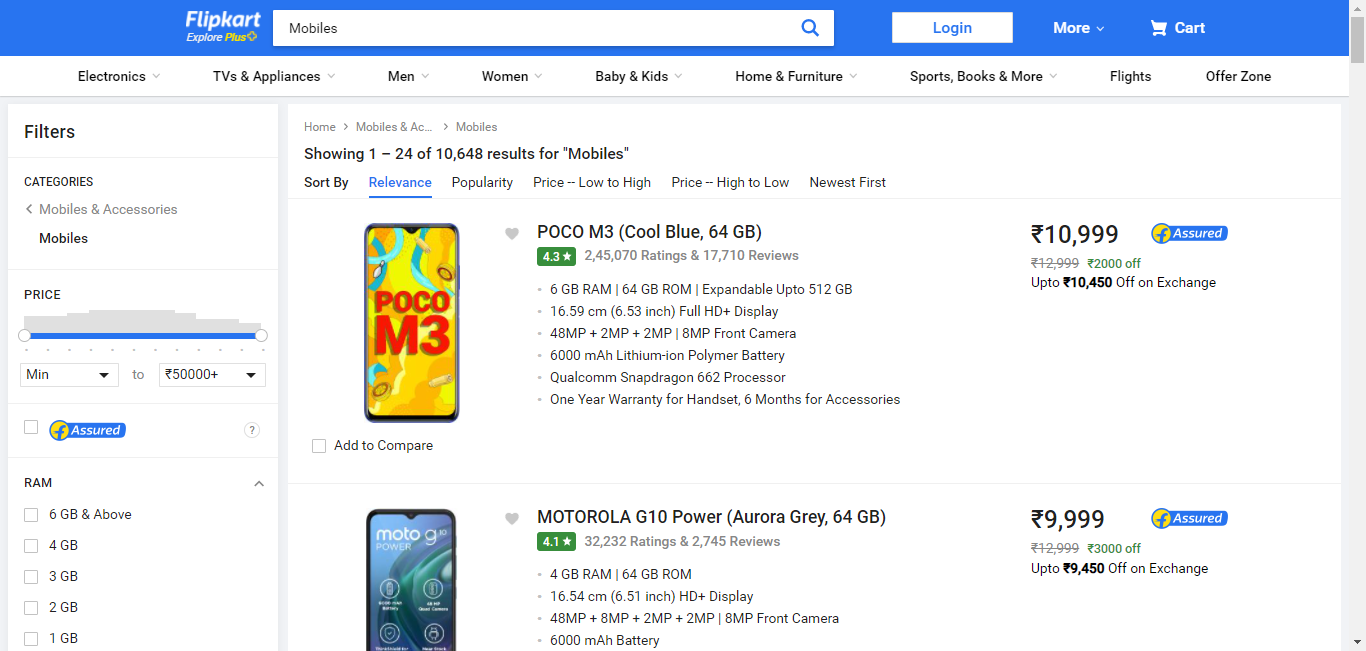 Flipkart
Explore Plus
Mobiles
Login
More
Cart
Electronics
TVs & Appliances
Men
Women
Baby & Kids
Home & Furniture
Sports, Books & More
Flights
Offer Zone
Filters
CATEGORIES
Mobiles & Accessories
Mobiles
PRICE
Min
to
₹50000+
Assured
?
RAM
6 GB & Above
4 GB
3 GB
2 GB
1 GB
Home
Mobiles & Ac...
Mobiles
Showing 1 – 24 of 10,648 results for "Mobiles"
Sort By
Relevance
Popularity
Price -- Low to High
Price -- High to Low
Newest First
POCO
M3
Add to Compare
POCO M3 (Cool Blue, 64 GB)
4.3 ★ 2,45,070 Ratings & 17,710 Reviews
6 GB RAM | 64 GB ROM | Expandable Upto 512 GB
16.59 cm (6.53 inch) Full HD+ Display
48MP + 2MP + 2MP | 8MP Front Camera
6000 mAh Lithium-ion Polymer Battery
Qualcomm Snapdragon 662 Processor
One Year Warranty for Handset, 6 Months for Accessories
₹10,999
Assured
₹12,999 ₹2000 off
Upto ₹10,450 Off on Exchange
moto g10
POWER
MOTOROLA G10 Power (Aurora Grey, 64 GB)
4.1 ★ 32,232 Ratings & 2,745 Reviews
4 GB RAM | 64 GB ROM
16.54 cm (6.51 inch) HD+ Display
48MP + 8MP + 2MP + 2MP | 8MP Front Camera
6000 mAh Battery
₹9,999
Assured
₹12,999 ₹3000 off
Upto ₹9,450 Off on Exchange